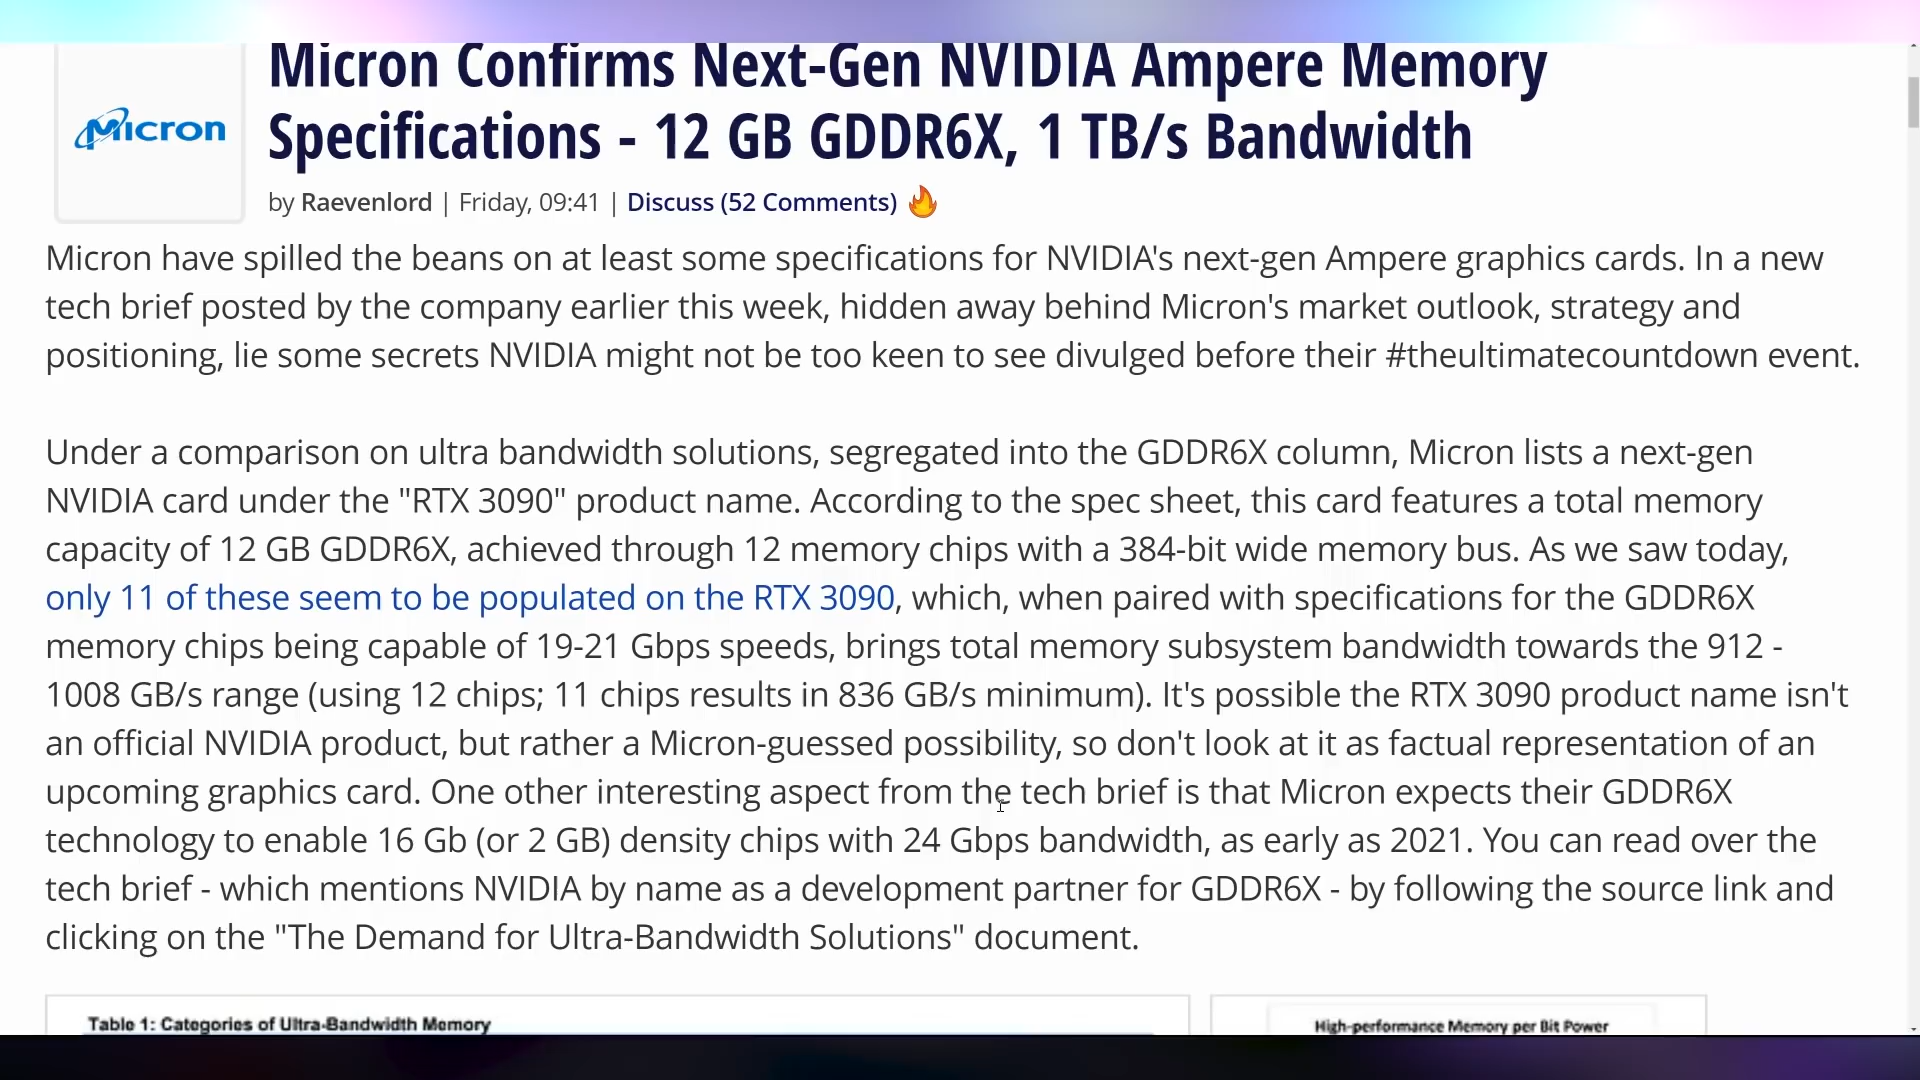 Micron Confirms Next-Gen NVIDIA Ampere Memory
Specifications - 12 GB GDDR6X, 1 TB/s Bandwidth
Micron
by Raevenlord | Friday, 09:41 | Discuss (52 Comments)
Micron have spilled the beans on at least some specifications for NVIDIA's next-gen Ampere graphics cards. In a new
tech brief posted by the company earlier this week, hidden away behind Micron's market outlook, strategy and
positioning, lie some secrets NVIDIA might not be too keen to see divulged before their #theultimatecountdown event.
Under a comparison on ultra bandwidth solutions, segregated into the GDDR6X column, Micron lists a next-gen
NVIDIA card under the "RTX 3090" product name. According to the spec sheet, this card features a total memory
capacity of 12 GB GDDR6X, achieved through 12 memory chips with a 384-bit wide memory bus. As we saw today,
only 11 of these seem to be populated on the RTX 3090, which, when paired with specifications for the GDDR6X
memory chips being capable of 19-21 Gbps speeds, brings total memory subsystem bandwidth towards the 912 -
1008 GB/s range (using 12 chips; 11 chips results in 836 GB/s minimum). It's possible the RTX 3090 product name isn't
an official NVIDIA product, but rather a Micron-guessed possibility, so don't look at it as factual representation of an
upcoming graphics card. One other interesting aspect from the tech brief is that Micron expects their GDDR6X
technology to enable 16 Gb (or 2 GB) density chips with 24 Gbps bandwidth, as early as 2021. You can read over the
tech brief - which mentions NVIDIA by name as a development partner for GDDR6X - by following the source link and
clicking on the "The Demand for Ultra-Bandwidth Solutions" document.
Table 1: Categories of Ultra-Bandwidth Memory
High-performance Memory per Bit Power